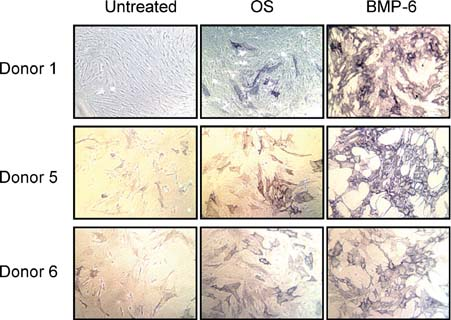 Untreated OS BMP-6
Donor 1
Donor 5
Donor 6